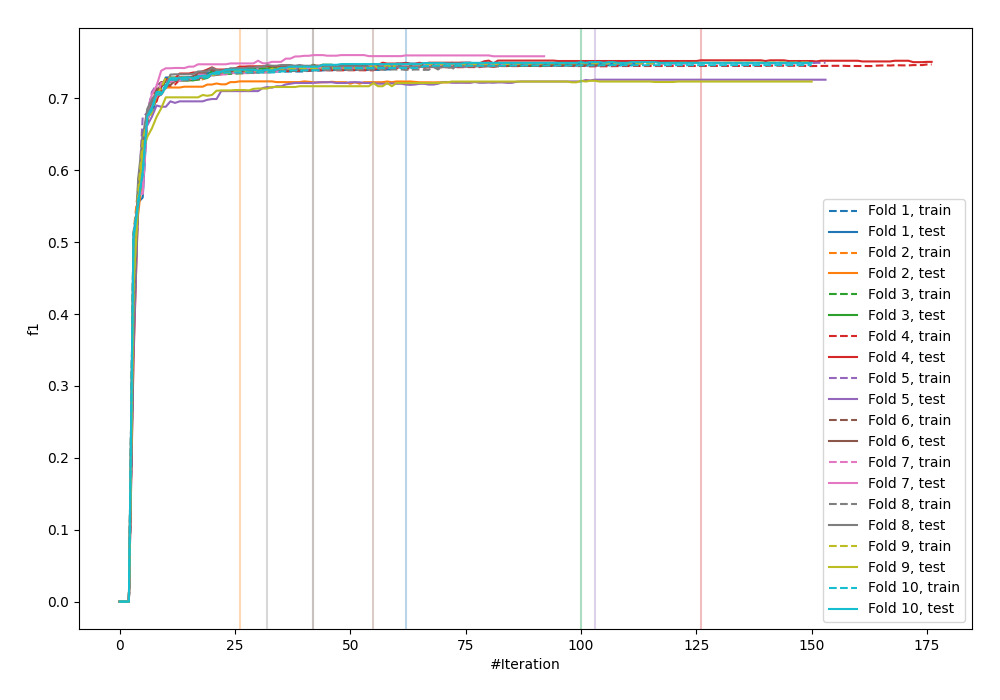 f1
0.7
0.6
0.5
0.4
0.3
0.2
0.1
0.0
0
25
50
75
100
125
150
175
#Iteration
Fold 1, train
Fold 1, test
Fold 2, train
Fold 2, test
Fold 3, train
Fold 3, test
Fold 4, train
Fold 4, test
Fold 5, train
Fold 5, test
Fold 6, train
Fold 6, test
Fold 7, train
Fold 7, test
Fold 8, train
Fold 8, test
Fold 9, train
Fold 9, test
Fold 10, train
Fold 10, test